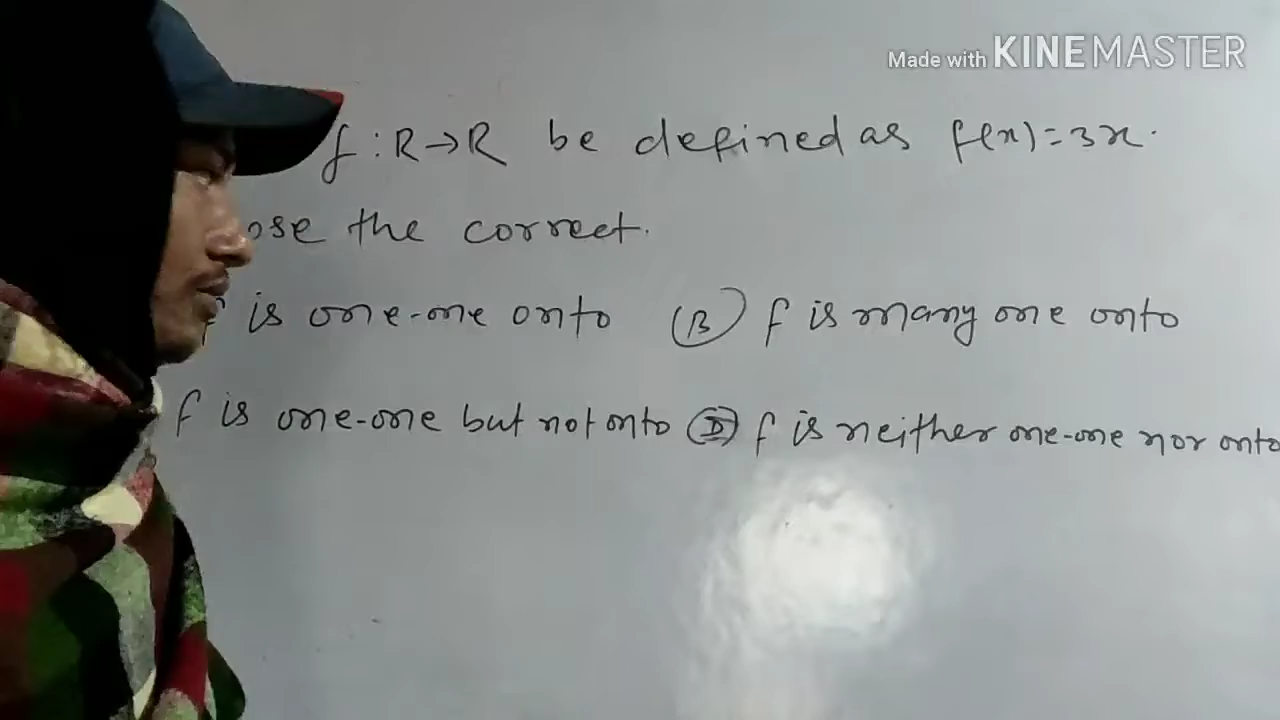 Made with KINEMASTER
f : R→R be defined as f(x) = 3x.
ose the correct.
f is one-one onto (B) f is many one onto
f is one-one but not onto (D) f is neither one-one nor onto